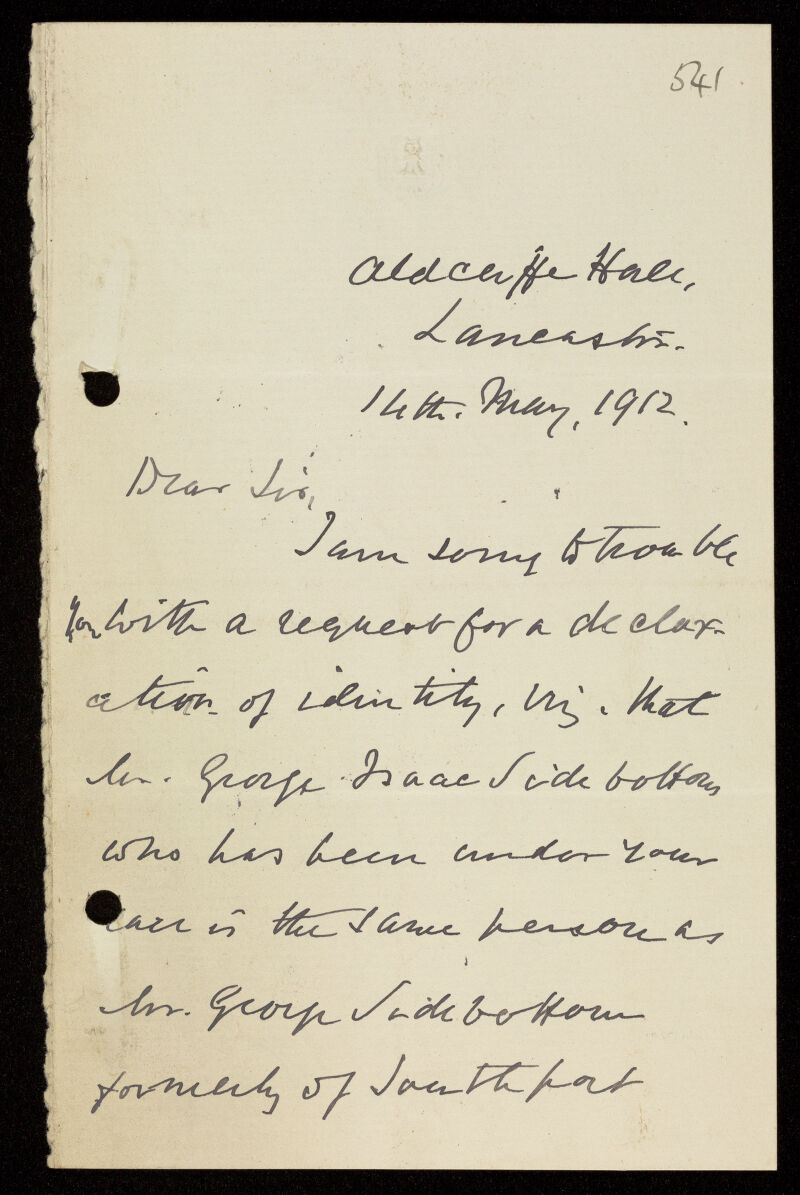 541
Aldcliffe Hall,
Lancaster.
14th. May, 1912.
Dear Sir,
I am sorry to trouble
you with a request for a declar-
ation of identity, viz. that
Mr. George Isaac Sidebottom
who has been under your
care is the same person as
Mr. George Sidebottom
formerly of Southport